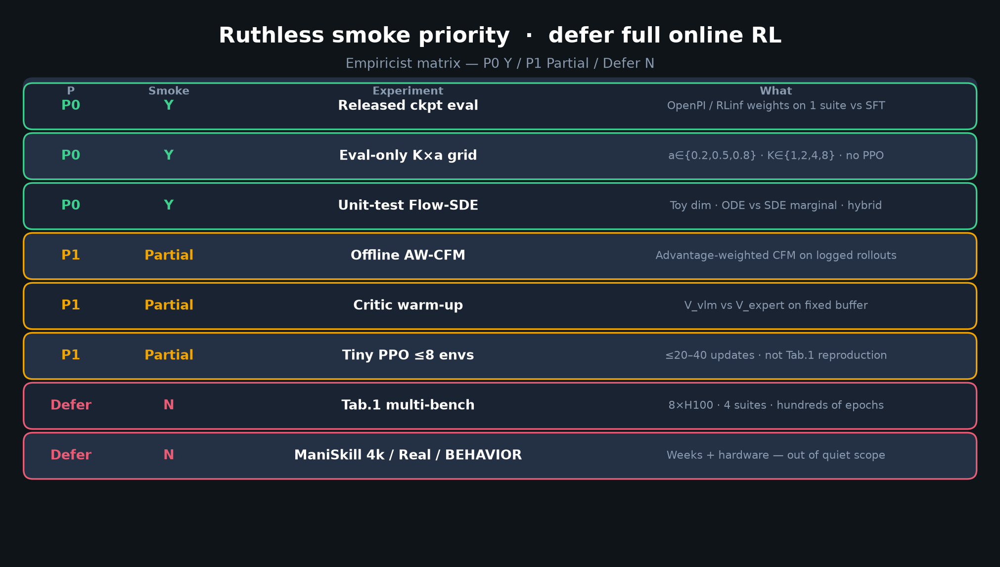 Ruthless smoke priority · defer full online RL
Empiricist matrix — P0 Y / P1 Partial / Defer N
P Smoke Experiment What
P0 Y Released ckpt eval OpenPI / RLinf weights on 1 suite vs SFT
P0 Y Eval-only K×a grid a∈{0.2,0.5,0.8} · K∈{1,2,4,8} · no PPO
P0 Y Unit-test Flow-SDE Toy dim · ODE vs SDE marginal · hybrid
P1 Partial Offline AW-CFM Advantage-weighted CFM on logged rollouts
P1 Partial Critic warm-up V_vlm vs V_expert on fixed buffer
P1 Partial Tiny PPO ≤8 envs ≤20–40 updates · not Tab.1 reproduction
Defer N Tab.1 multi-bench 8×H100 · 4 suites · hundreds of epochs
Defer N ManiSkill 4k / Real / BEHAVIOR Weeks + hardware — out of quiet scope